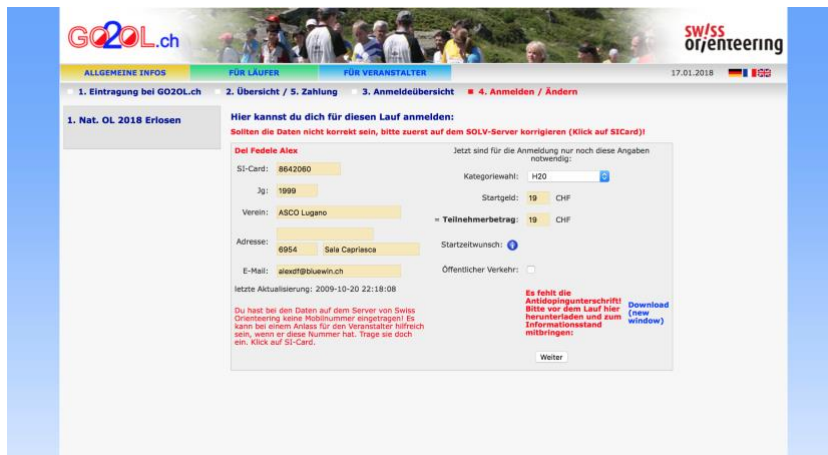 GO2OL.ch
swiss orienteering
ALLGEMEINE INFOS FÜR LÄUFER FÜR VERANSTALTER 17.01.2018
1. Eintragung bei GO2OL.ch 2. Übersicht / 5. Zahlung 3. Anmeldeübersicht 4. Anmelden / Ändern
1. Nat. OL 2018 Erlosen
Hier kannst du dich für diesen Lauf anmelden:
Sollten die Daten nicht korrekt sein, bitte zuerst auf dem SOLV-Server korrigieren (Klick auf SICard)!
Del Fedele Alex
SI-Card: 8642060
Jg: 1999
Verein: ASCO Lugano
Adresse:
6954 Sala Capriasca
E-Mail: alexdf@bluewin.ch
letzte Aktualisierung: 2009-10-20 22:18:08
Du hast bei den Daten auf dem Server von Swiss
Orienteering keine Mobilnummer eingetragen! Es
kann bei einem Anlass für den Veranstalter hilfreich
sein, wenn er diese Nummer hat. Trage sie doch
ein. Klick auf SI-Card.
Jetzt sind für die Anmeldung nur noch diese Angaben
notwendig:
Kategoriewahl: H20
Startgeld: 19 CHF
= Teilnehmerbetrag: 19 CHF
Startzeitwunsch:
Öffentlicher Verkehr:
Es fehlt die
Antidopingunterschrift!
Bitte vor dem Lauf hier
herunterladen und zum
Informationsstand
mitbringen:
Download
(new
window)
Weiter